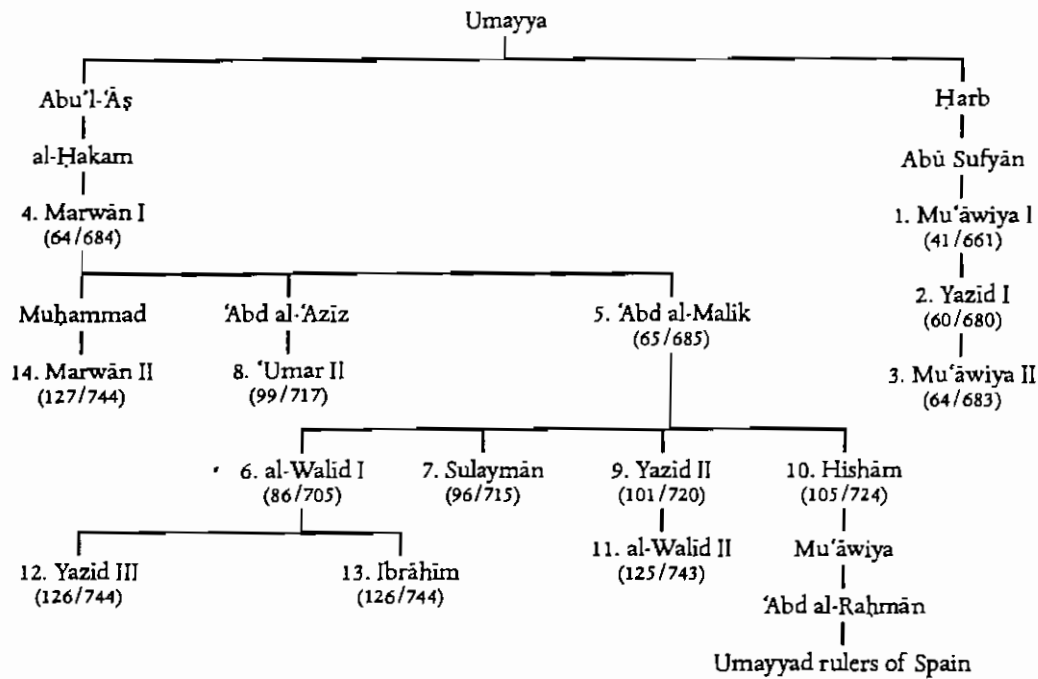 Umayya
Abu'l-'Āṣ
Ḥarb
al-Ḥakam
Abū Sufyān
4. Marwān I
(64/684)
1. Mu'āwiya I
(41/661)
Muḥammad
'Abd al-'Azīz
5. 'Abd al-Malik
(65/685)
2. Yazīd I
(60/680)
14. Marwān II
(127/744)
8. 'Umar II
(99/717)
3. Mu'āwiya II
(64/683)
6. al-Walīd I
(86/705)
7. Sulaymān
(96/715)
9. Yazīd II
(101/720)
10. Hishām
(105/724)
12. Yazīd III
(126/744)
13. Ibrāhīm
(126/744)
11. al-Walīd II
(125/743)
Mu'āwiya
'Abd al-Raḥmān
Umayyad rulers of Spain